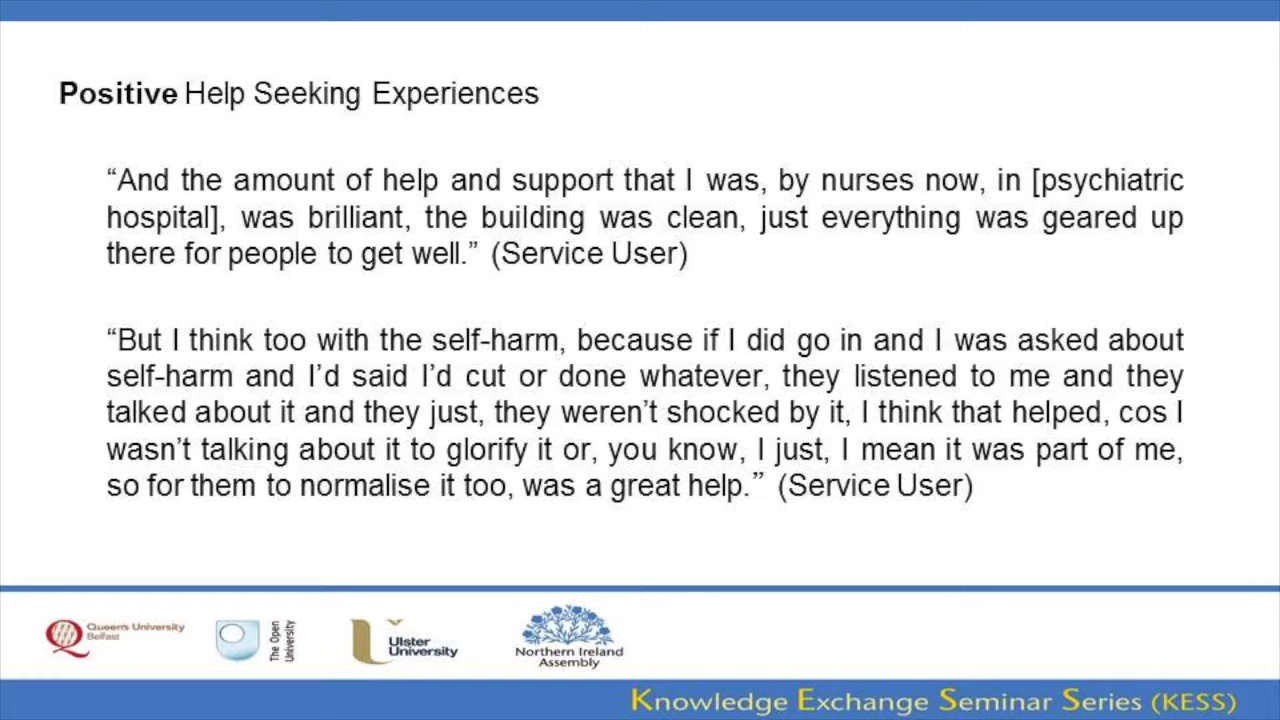 Positive Help Seeking Experiences
“And the amount of help and support that I was, by nurses now, in [psychiatric
hospital], was brilliant, the building was clean, just everything was geared up
there for people to get well.” (Service User)
“But I think too with the self-harm, because if I did go in and I was asked about
self-harm and I’d said I’d cut or done whatever, they listened to me and they
talked about it and they just, they weren’t shocked by it, I think that helped, cos I
wasn’t talking about it to glorify it or, you know, I just, I mean it was part of me,
so for them to normalise it too, was a great help.” (Service User)
Queen's University
Belfast
The Open
University
Ulster
University
Northern Ireland
Assembly
Knowledge Exchange Seminar Series (KESS)